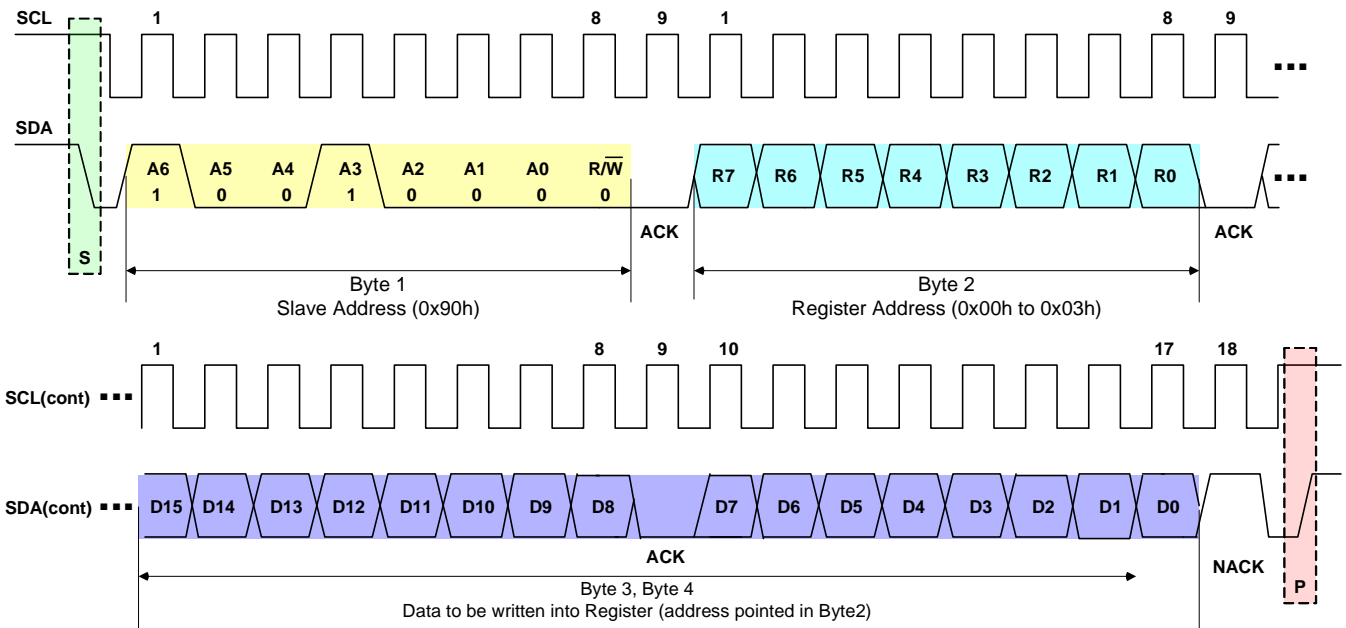 SCL 1 8 9 1 8 9
SDA
A6 A5 A4 A3 A2 A1 A0 R/W̅ R7 R6 R5 R4 R3 R2 R1 R0
1 0 0 1 0 0 0 0
ACK ACK
S
Byte 1 Byte 2
Slave Address (0x90h) Register Address (0x00h to 0x03h)
1 8 9 10 17 18
SCL(cont)
SDA(cont) D15 D14 D13 D12 D11 D10 D9 D8 D7 D6 D5 D4 D3 D2 D1 D0
ACK
NACK
Byte 3, Byte 4 P
Data to be written into Register (address pointed in Byte2)